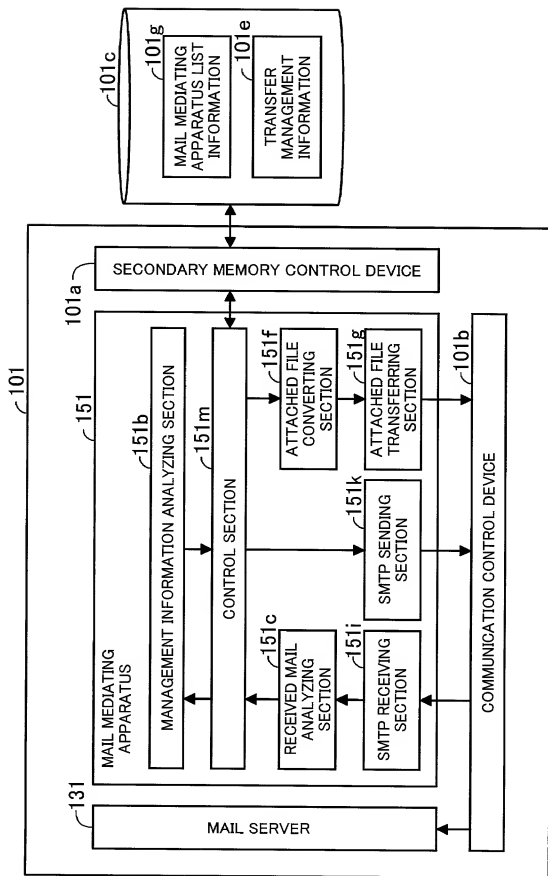 101
151
MAIL MEDIATING
APPARATUS
151b
MANAGEMENT INFORMATION ANALYZING SECTION
151m
CONTROL SECTION
151c
RECEIVED MAIL
ANALYZING
SECTION
151i
SMTP RECEIVING
SECTION
151k
SMTP SENDING
SECTION
151f
ATTACHED FILE
CONVERTING
SECTION
151g
ATTACHED FILE
TRANSFERRING
SECTION
131
MAIL SERVER
101b
COMMUNICATION CONTROL DEVICE
101a
SECONDARY MEMORY CONTROL DEVICE
101c
101g
MAIL MEDIATING
APPARATUS LIST
INFORMATION
101e
TRANSFER
MANAGEMENT
INFORMATION